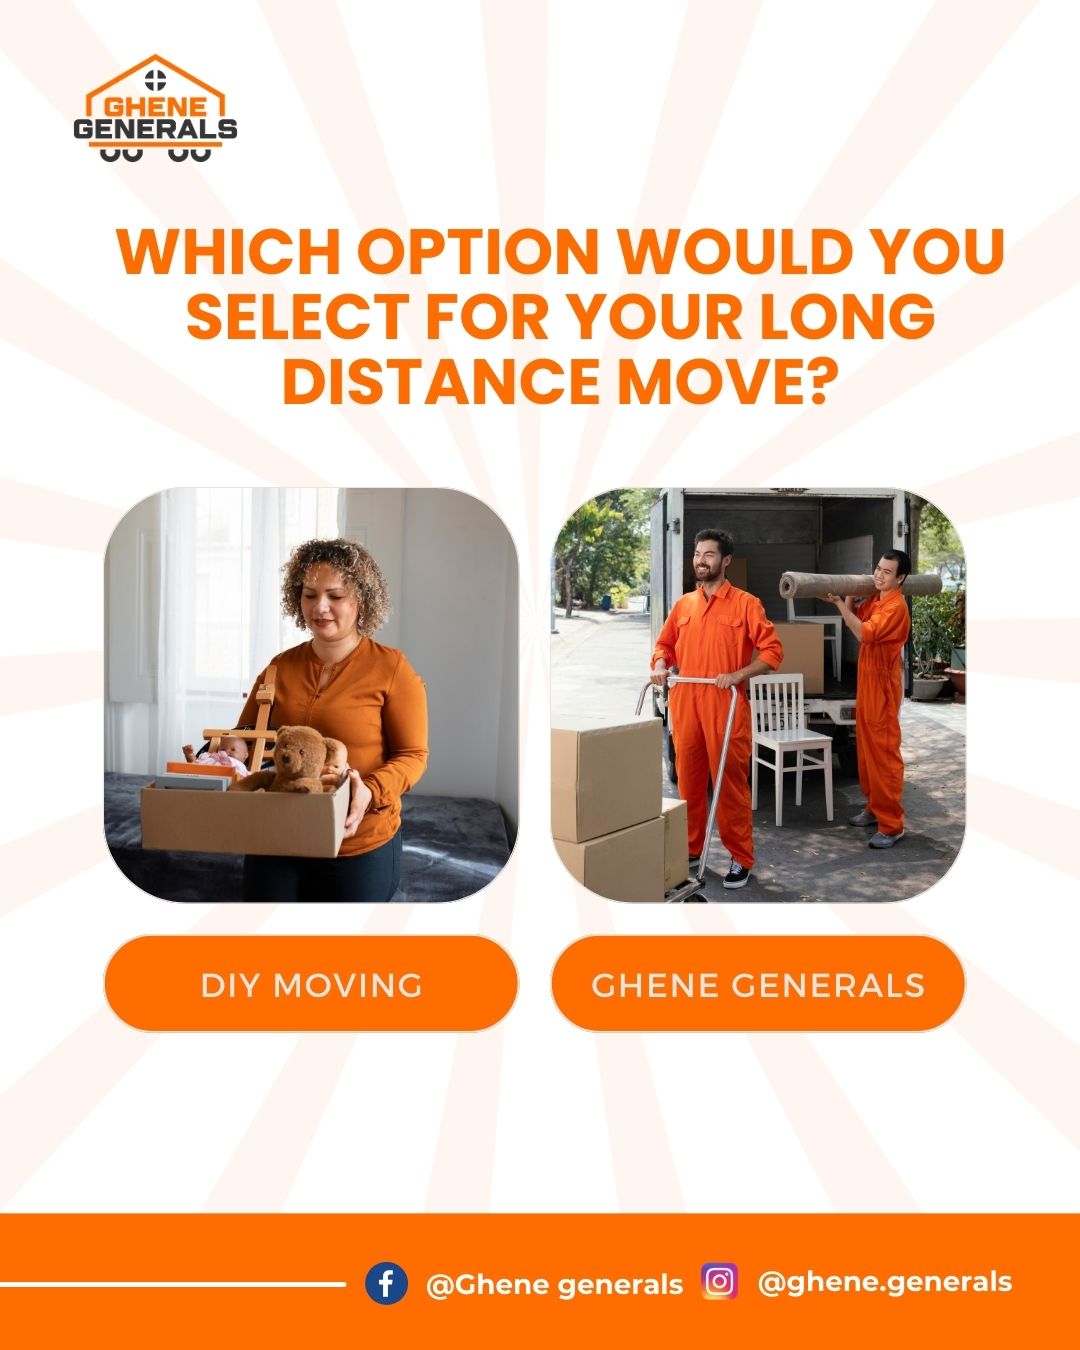 GHENE
GENERALS
WHICH OPTION WOULD YOU
SELECT FOR YOUR LONG
DISTANCE MOVE?
DIY MOVING
GHENE GENERALS
@Ghene generals
@ghene.generals